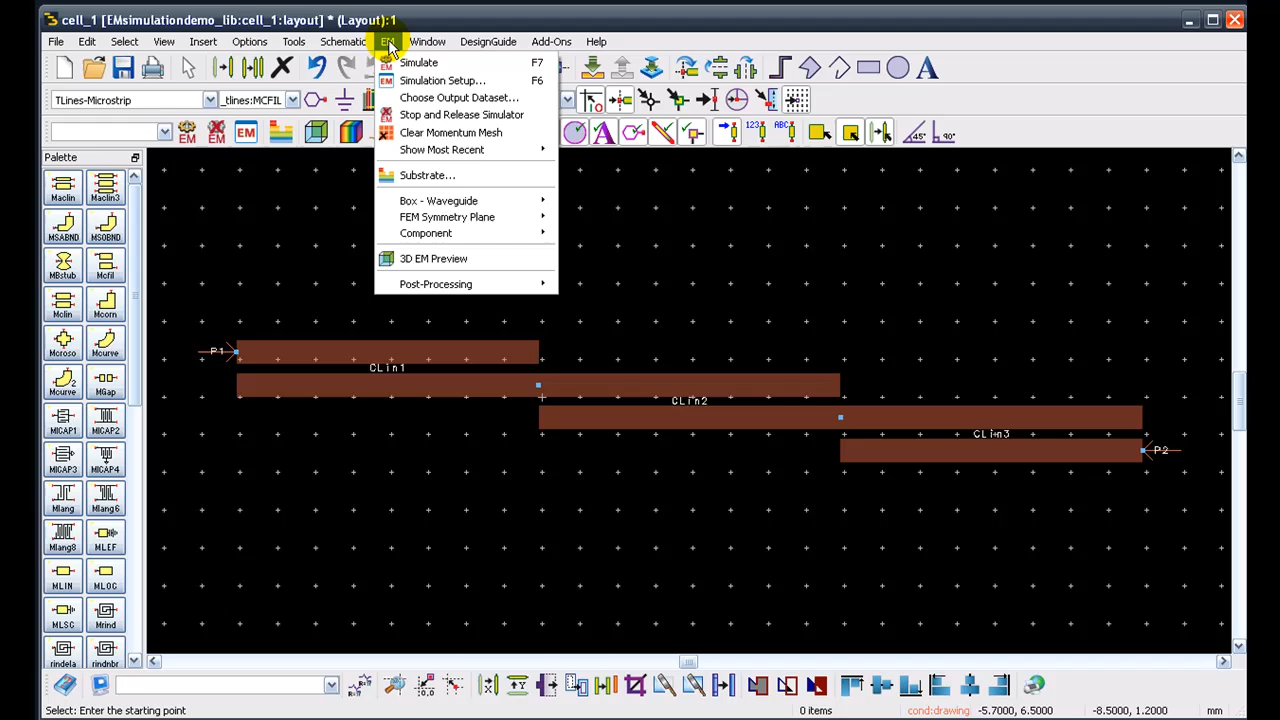 cell_1 [EMsimulationdemo_lib:cell_1:layout] * (Layout):1
File Edit Select View Insert Options Tools Schematic EM Window DesignGuide Add-Ons Help
TLines-Microstrip _tlines:MCFIL
Simulate F7
Simulation Setup... F6
Choose Output Dataset...
Stop and Release Simulator
Clear Momentum Mesh
Show Most Recent
Substrate...
Box - Waveguide
FEM Symmetry Plane
Component
3D EM Preview
Post-Processing
Palette
Maclin Maclin3
MSABND MSOBND
MBstub Mcfil
Mclin Mcorn
Mcroso Mcurve
Mcurve MGap
MICAP1 MICAP2
MICAP3 MICAP4
Mlang Mlang6
Mlang8 MLEF
MLIN MLOC
MLSC Mrind
rindela rindnbr
P1
CLin1
CLin2
CLin3
P2
Select: Enter the starting point 0 items cond:drawing -5.7000, 6.5000 -8.5000, 1.2000 mm